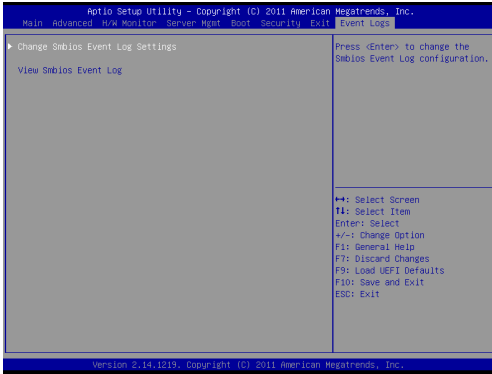 Aptio Setup Utility – Copyright (C) 2011 American Megatrends, Inc.
Main Advanced H/W Monitor Server Mgmt Boot Security Exit Event Logs
▶ Change Smbios Event Log Settings
View Smbios Event Log
Press <Enter> to change the
Smbios Event Log configuration.
↔: Select Screen
↑↓: Select Item
Enter: Select
+/-: Change Option
F1: General Help
F7: Discard Changes
F9: Load UEFI Defaults
F10: Save and Exit
ESC: Exit
Version 2.14.1219. Copyright (C) 2011 American Megatrends, Inc.